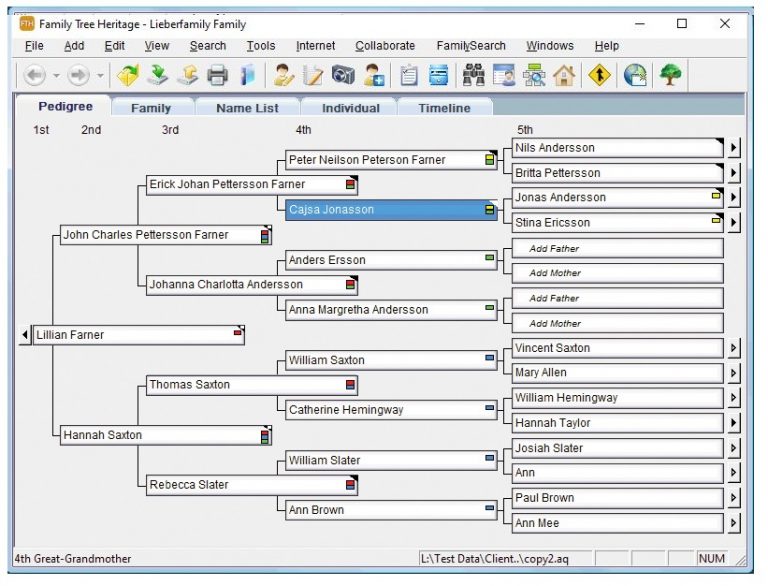 Family Tree Heritage - Lieberfamily Family
File Add Edit View Search Tools Internet Collaborate FamilySearch Windows Help
Pedigree Family Name List Individual Timeline
1st 2nd 3rd 4th 5th
Nils Andersson
Peter Neilson Peterson Farner
Britta Pettersson
Erick Johan Pettersson Farner
Jonas Andersson
Cajsa Jonasson
Stina Ericsson
John Charles Pettersson Farner
Add Father
Anders Ersson
Add Mother
Johanna Charlotta Andersson
Add Father
Anna Margretha Andersson
Add Mother
Lillian Farner
Vincent Saxton
William Saxton
Mary Allen
Thomas Saxton
William Hemingway
Catherine Hemingway
Hannah Taylor
Hannah Saxton
Josiah Slater
William Slater
Ann
Rebecca Slater
Paul Brown
Ann Brown
Ann Mee
4th Great-Grandmother L:\Test Data\Client..\copy2.aq NUM